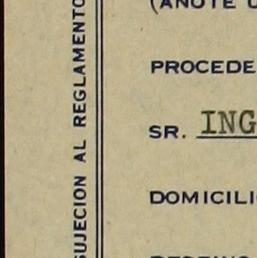 (ANOTE
PROCEDE
SR. ING
DOMICILI
SUJECION AL REGLAMENTO